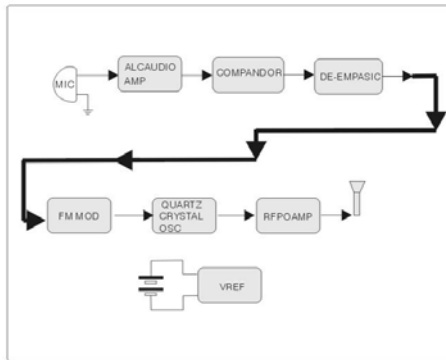 MIC
ALCAUDIO
AMP
COMPANDOR
DE-EMPASIC
FM MOD
QUARTZ
CRYSTAL
OSC
RFPOAMP
VREF